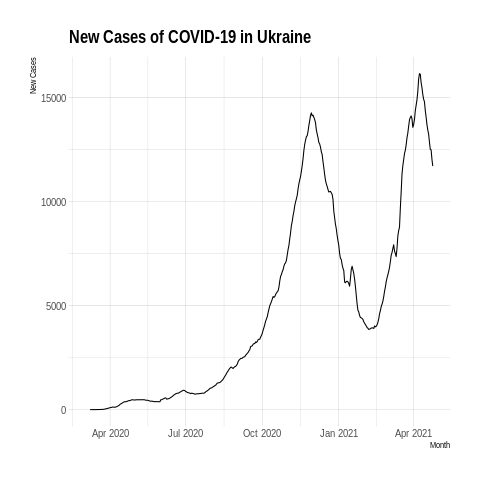 New Cases of COVID-19 in Ukraine
New Cases
15000
10000
5000
0
Apr 2020
Jul 2020
Oct 2020
Jan 2021
Apr 2021
Month